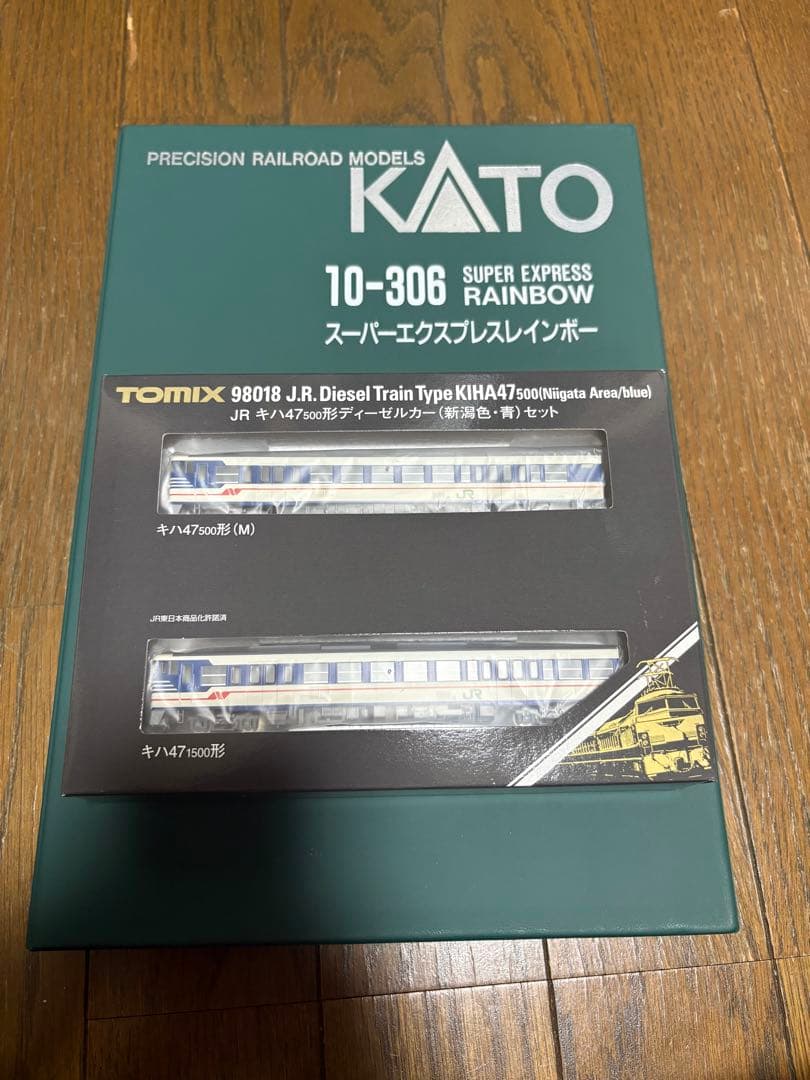 PRECISION RAILROAD MODELS
KATO
10-306 SUPER EXPRESS RAINBOW
スーパーエクスプレスレインボー
TOMIX 98018 J.R. Diesel Train Type KIHA47 500(Niigata Area/blue)
JR キハ47 500形ディーゼルカー(新潟色・青)セット
JR
キハ47 500形(M)
JR東日本商品化許諾済
JR
キハ47 1500形